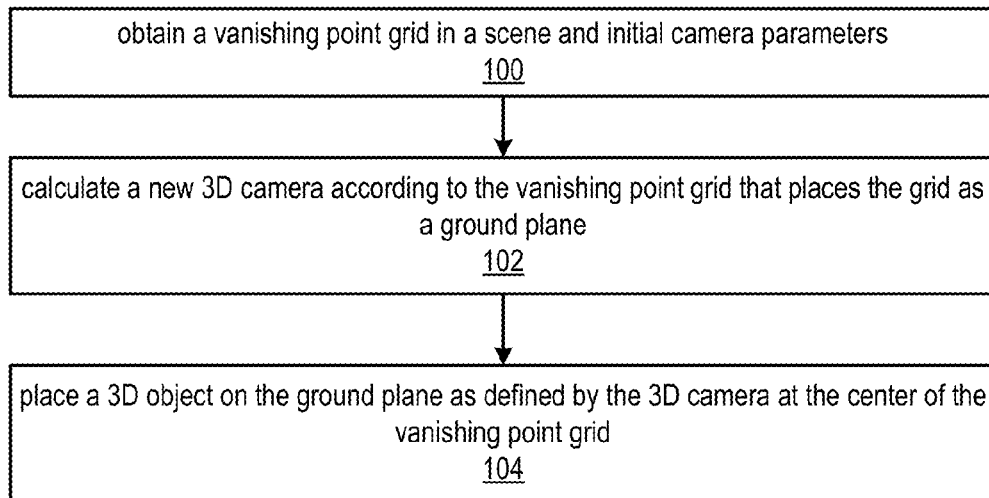 obtain a vanishing point grid in a scene and initial camera parameters
100
calculate a new 3D camera according to the vanishing point grid that places the grid as
a ground plane
102
place a 3D object on the ground plane as defined by the 3D camera at the center of the
vanishing point grid
104